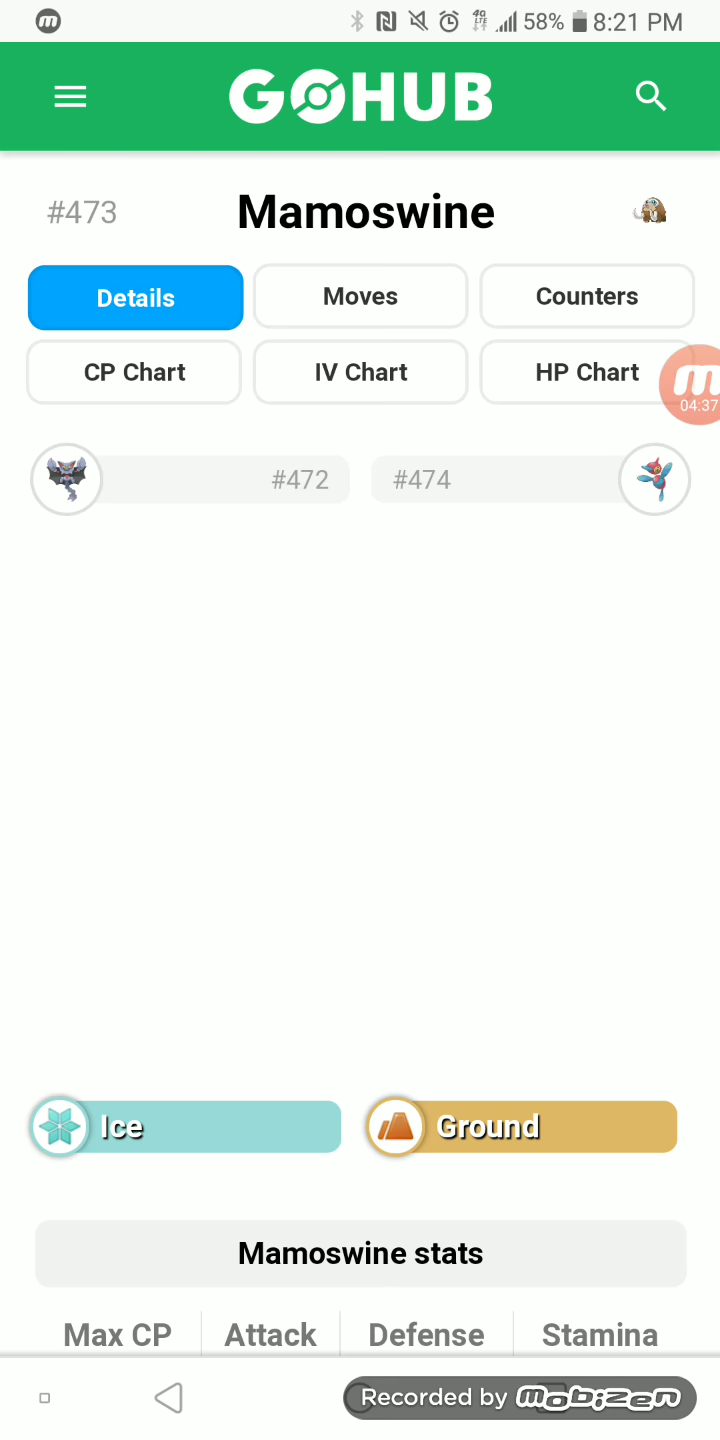 58% 8:21 PM
GOHUB
#473 Mamoswine
Details Moves Counters
CP Chart IV Chart HP Chart
04:37
#472 #474
Ice Ground
Mamoswine stats
Max CP Attack Defense Stamina
Recorded by mobizen